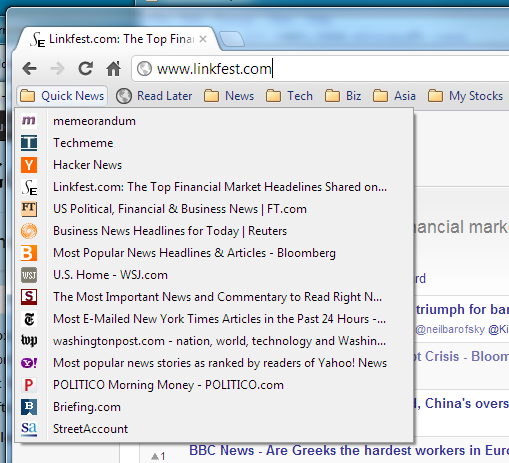 Linkfest.com: The Top Finan
www.linkfest.com
Quick News
Read Later
News
Tech
Biz
Asia
My Stocks
memeorandum
Techmeme
Hacker News
Linkfest.com: The Top Financial Market Headelines Shared on...
US Political, Financial & Business News | FT.com
Business News Headlines for Today | Reuters
Most Popular News Headlines & Articles - Bloomberg
U.S. Home - WSJ.com
The Most Important News and Commentary to Read Right N...
Most E-Mailed New York Times Articles in the Past 24 Hours -...
washingtonpost.com - nation, world, technology and Washin...
Most popular news stories as ranked by readers of Yahoo! News
POLITICO Morning Money - POLITICO.com
Briefing.com
StreetAccount
ancial marke
rd
triumph for bar
@neilbarofsky @Ki
ot Crisis - Bloom
d, China's overs
1
BBC News - Are Greeks the hardest workers in Euro